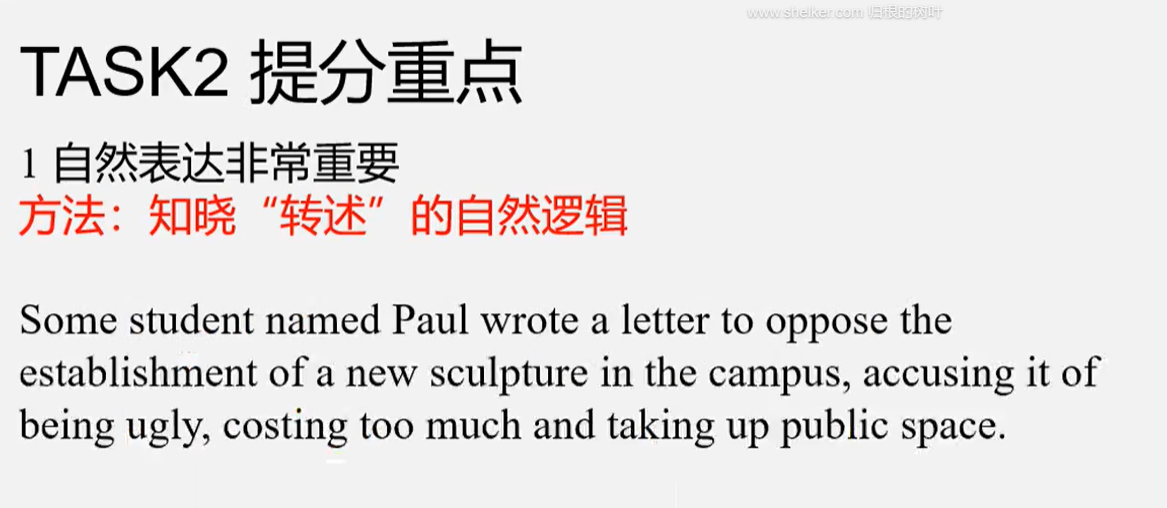 www.shelker.com 归根的树叶
TASK2 提分重点
1 自然表达非常重要
方法：知晓“转述”的自然逻辑
Some student named Paul wrote a letter to oppose the
establishment of a new sculpture in the campus, accusing it of
being ugly, costing too much and taking up public space.